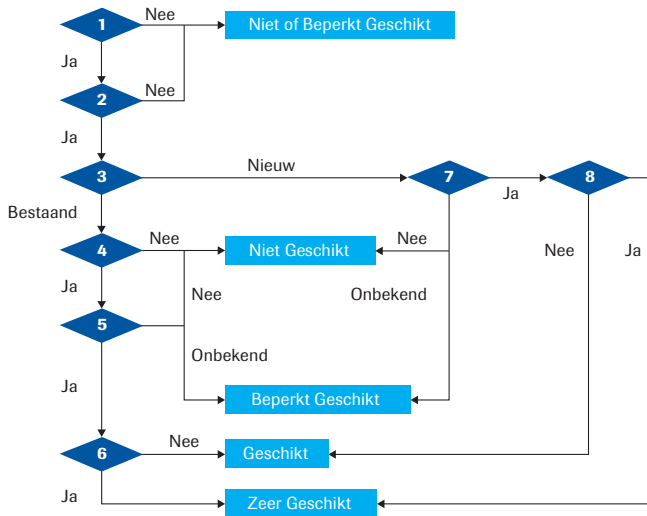 1
Nee
Niet of Beperkt Geschikt
Ja
2
Nee
Ja
3
Nieuw
7
Ja
8
Bestaand
4
Nee
Niet Geschikt
Nee
Nee
Ja
Ja
Nee
Onbekend
5
Onbekend
Ja
Beperkt Geschikt
6
Nee
Geschikt
Ja
Zeer Geschikt